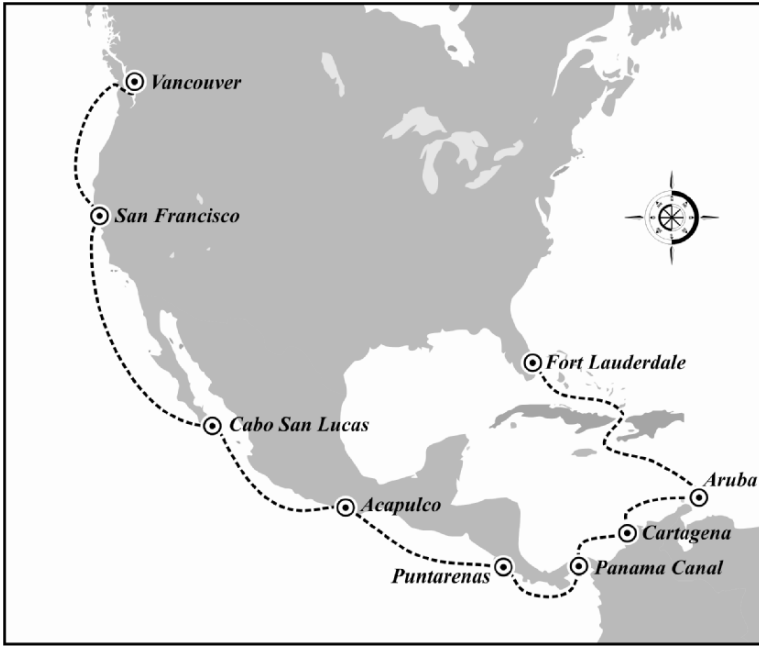 Vancouver
San Francisco
Fort Lauderdale
Cabo San Lucas
Aruba
Acapulco
Cartagena
Puntarenas
Panama Canal